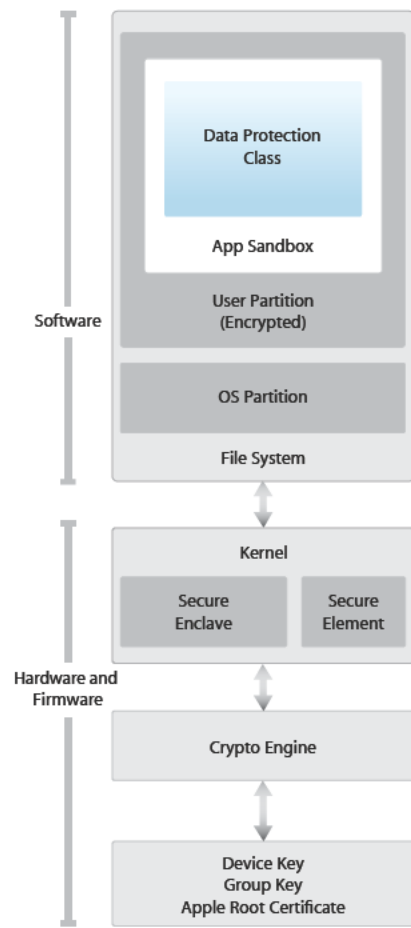 Data Protection
Class
App Sandbox
User Partition
(Encrypted)
Software
OS Partition
File System
Kernel
Secure
Enclave
Secure
Element
Hardware and
Firmware
Crypto Engine
Device Key
Group Key
Apple Root Certificate